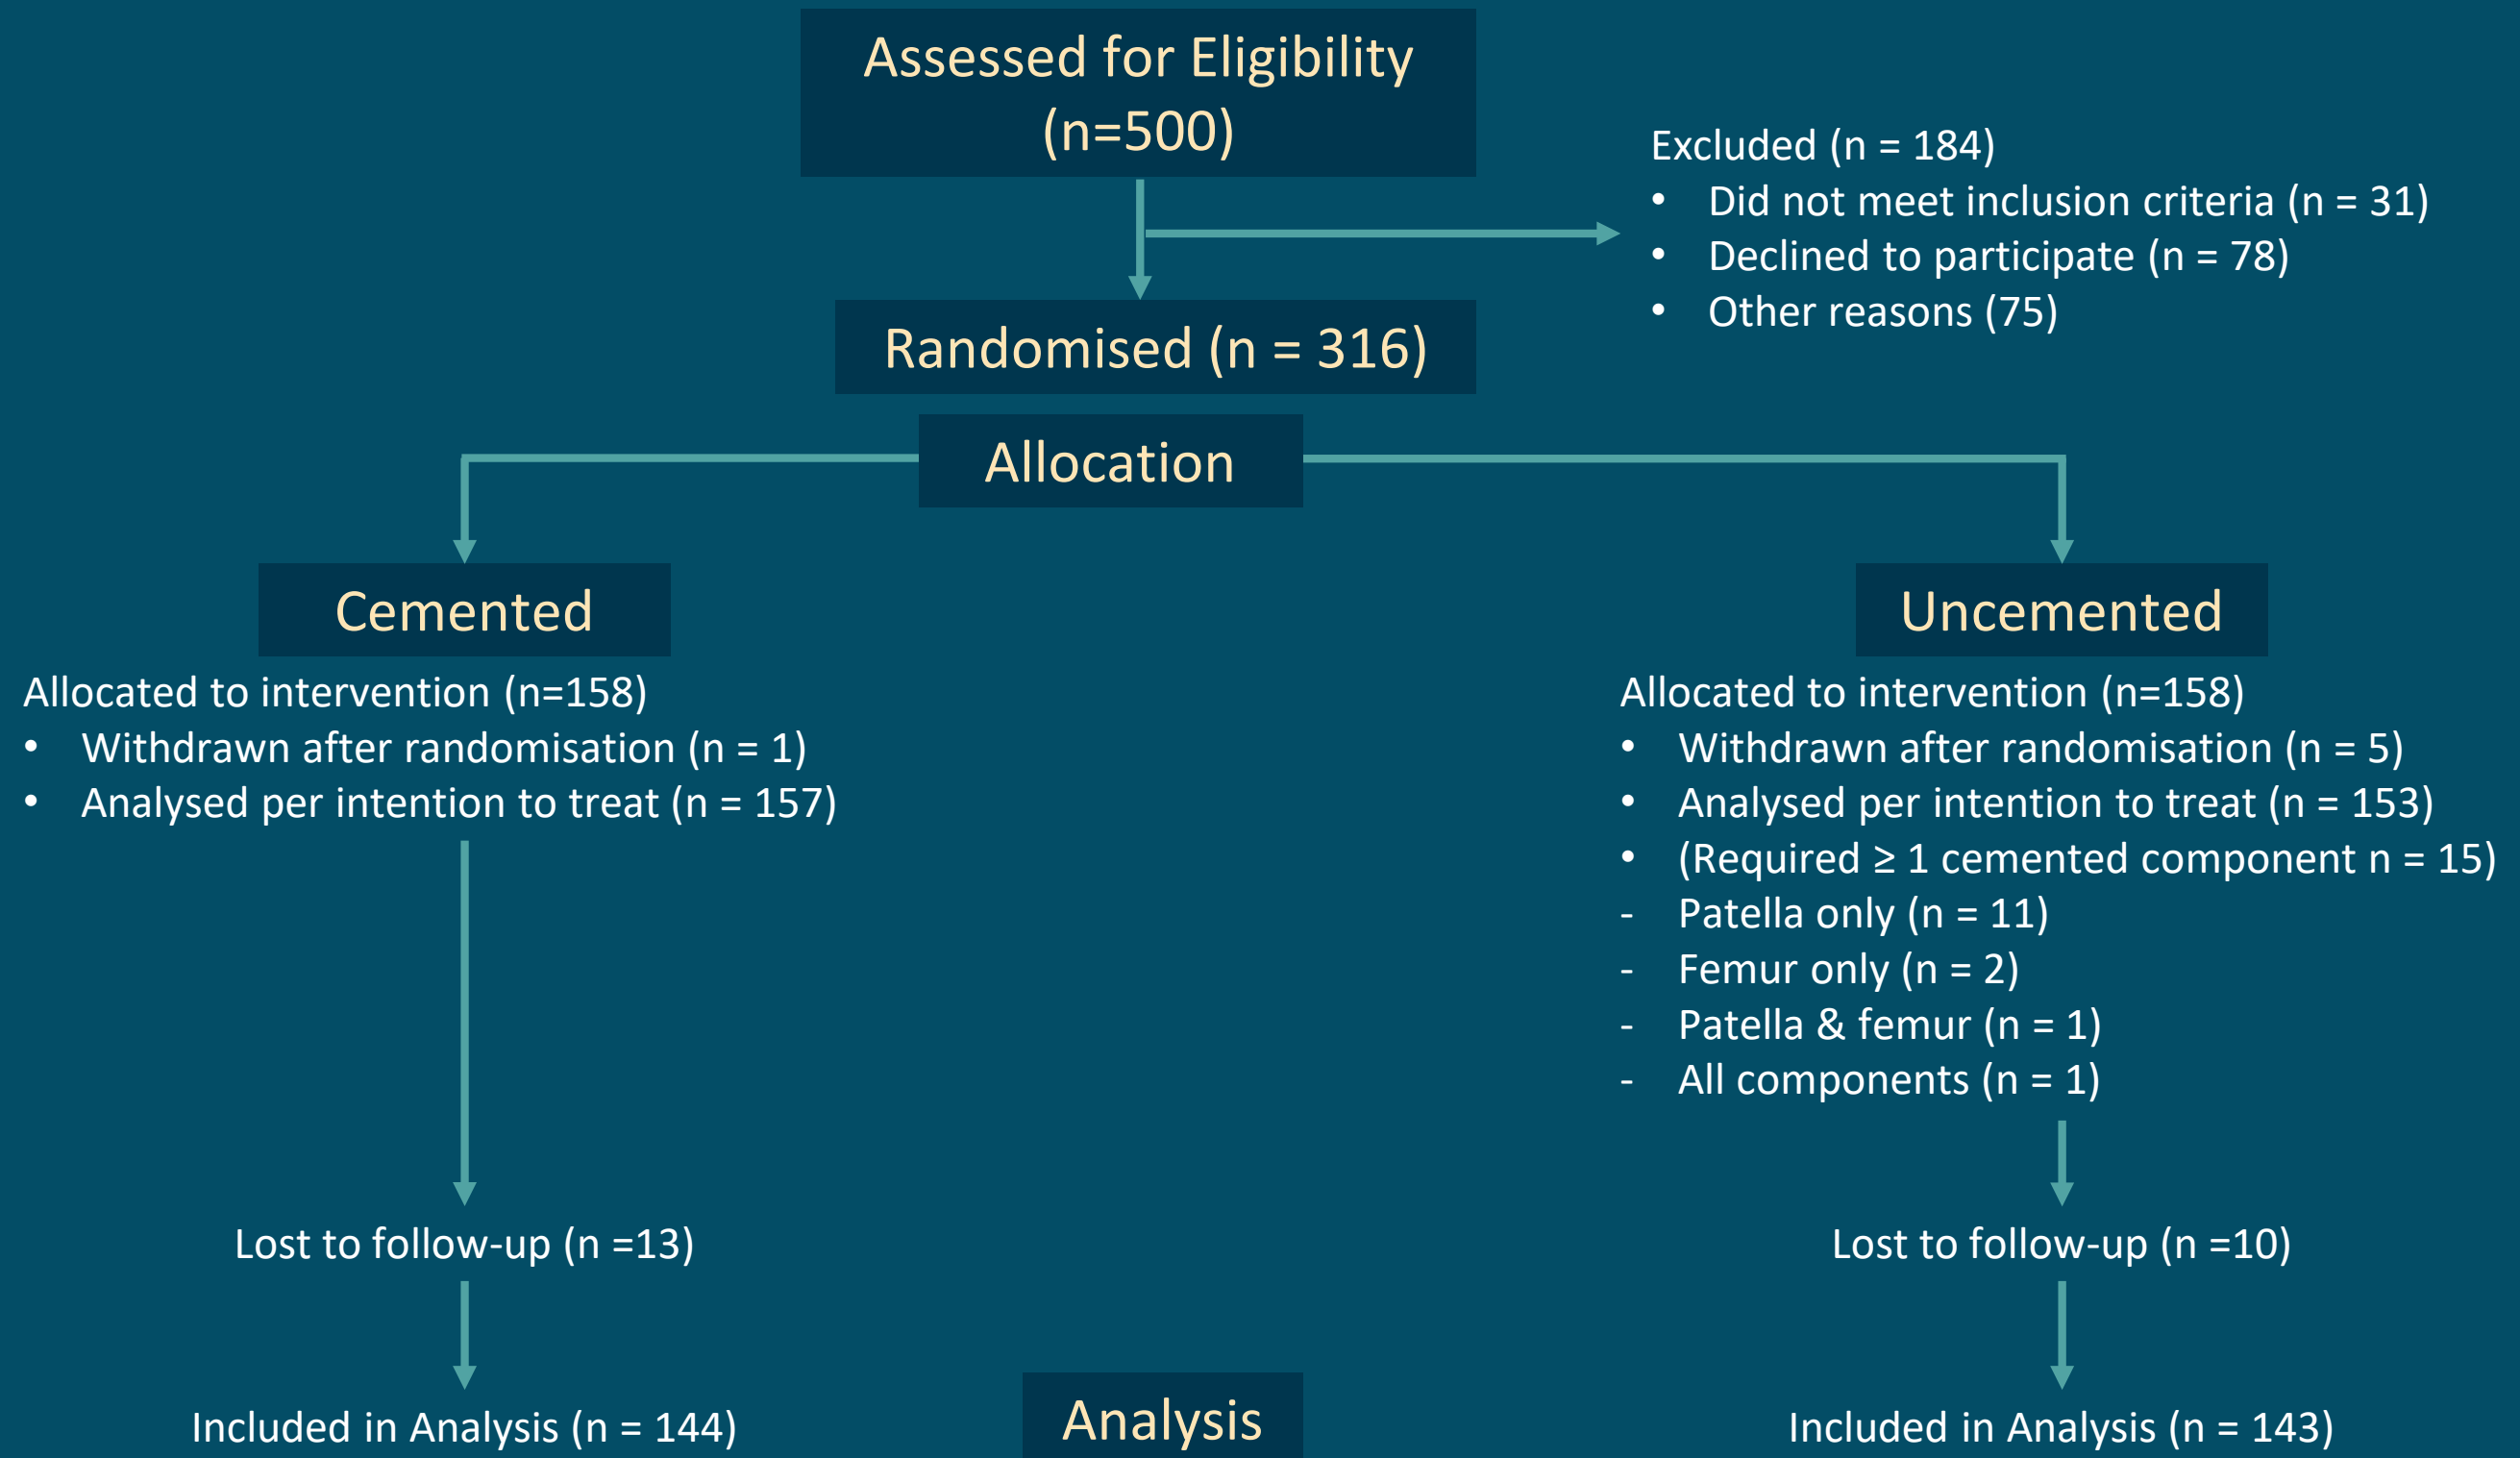 Assessed for Eligibility
(n=500)
Excluded (n = 184)
• Did not meet inclusion criteria (n = 31)
• Declined to participate (n = 78)
• Other reasons (75)
Randomised (n = 316)
Allocation
Cemented
Allocated to intervention (n=158)
• Withdrawn after randomisation (n = 1)
• Analysed per intention to treat (n = 157)
Lost to follow-up (n =13)
Included in Analysis (n = 144)
Uncemented
Allocated to intervention (n=158)
• Withdrawn after randomisation (n = 5)
• Analysed per intention to treat (n = 153)
• (Required ≥ 1 cemented component n = 15)
- Patella only (n = 11)
- Femur only (n = 2)
- Patella & femur (n = 1)
- All components (n = 1)
Lost to follow-up (n =10)
Included in Analysis (n = 143)
Analysis